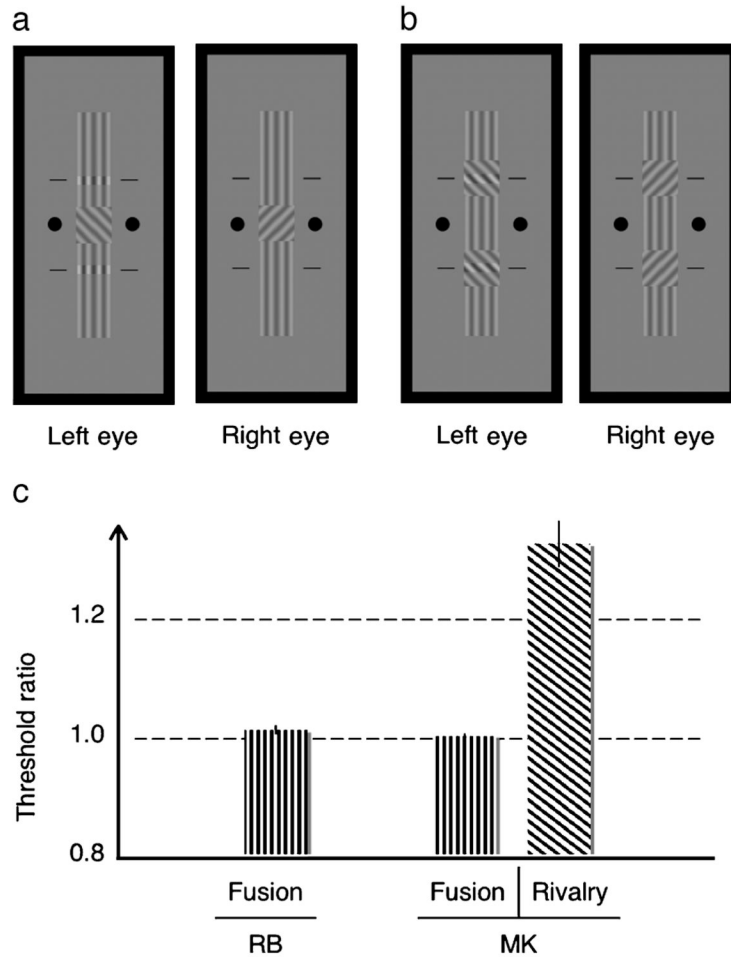 a
b
Left eye
Right eye
Left eye
Right eye
c
Threshold ratio
1.2
1.0
0.8
Fusion
Fusion
Rivalry
RB
MK